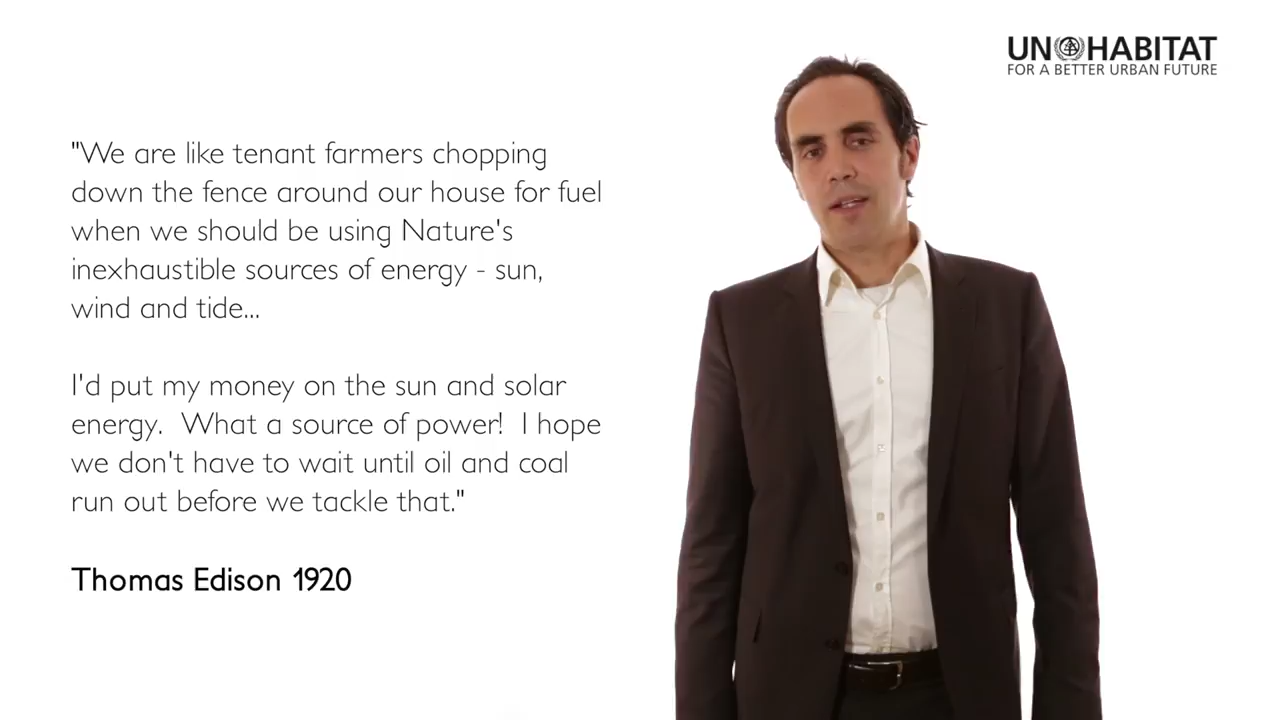 UN HABITAT
FOR A BETTER URBAN FUTURE
"We are like tenant farmers chopping
down the fence around our house for fuel
when we should be using Nature's
inexhaustible sources of energy - sun,
wind and tide...
I'd put my money on the sun and solar
energy.  What a source of power!  I hope
we don't have to wait until oil and coal
run out before we tackle that."
Thomas Edison 1920